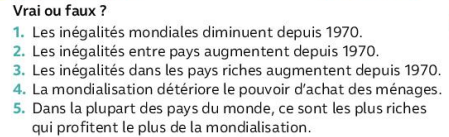 Vrai ou faux ?
1. Les inégalités mondiales diminuent depuis 1970.
2. Les inégalités entre pays augmentent depuis 1970.
3. Les inégalités dans les pays riches augmentent depuis 1970.
4. La mondialisation détériore le pouvoir d'achat des ménages.
5. Dans la plupart des pays du monde, ce sont les plus riches
qui profitent le plus de la mondialisation.